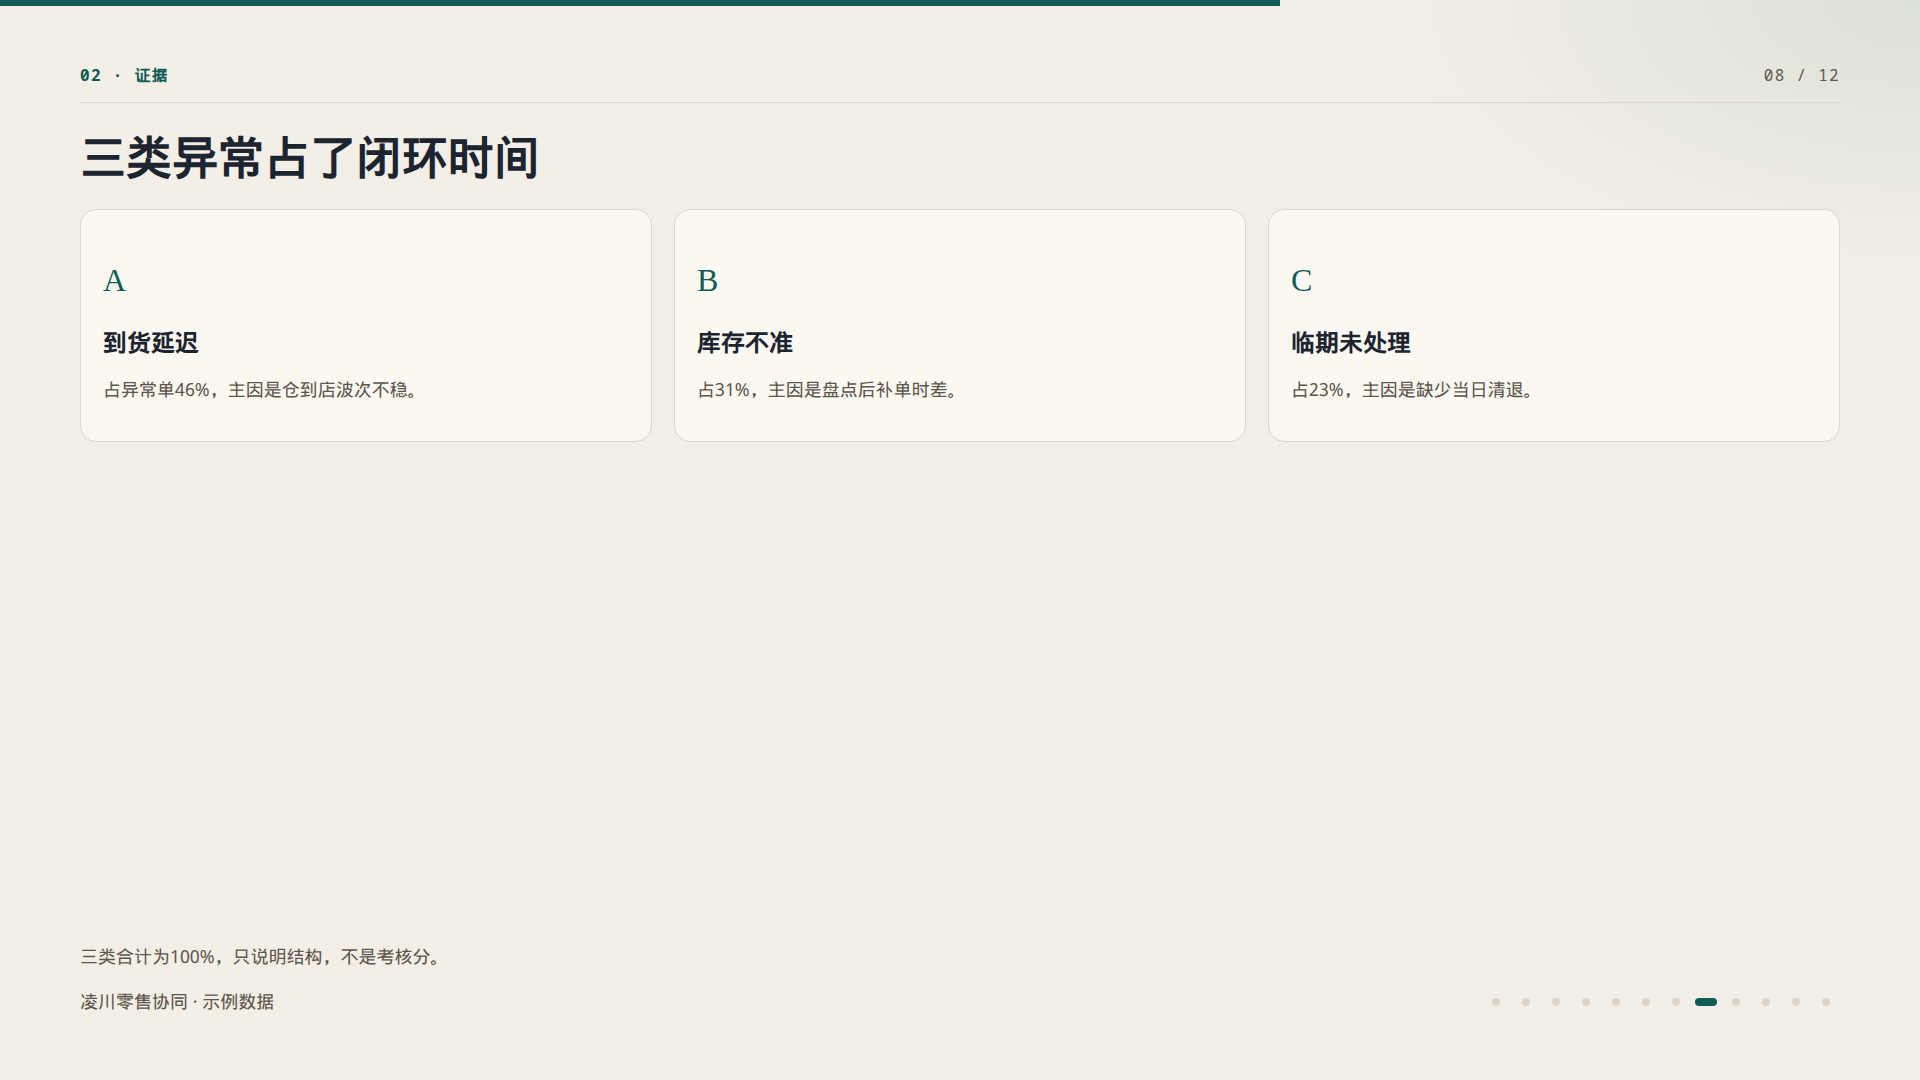 02 · 证据
08 / 12
三类异常占了闭环时间
A
到货延迟
占异常单46%，主因是仓到店波次不稳。
B
库存不准
占31%，主因是盘点后补单时差。
C
临期未处理
占23%，主因是缺少当日清退。
三类合计为100%，只说明结构，不是考核分。
凌川零售协同 · 示例数据